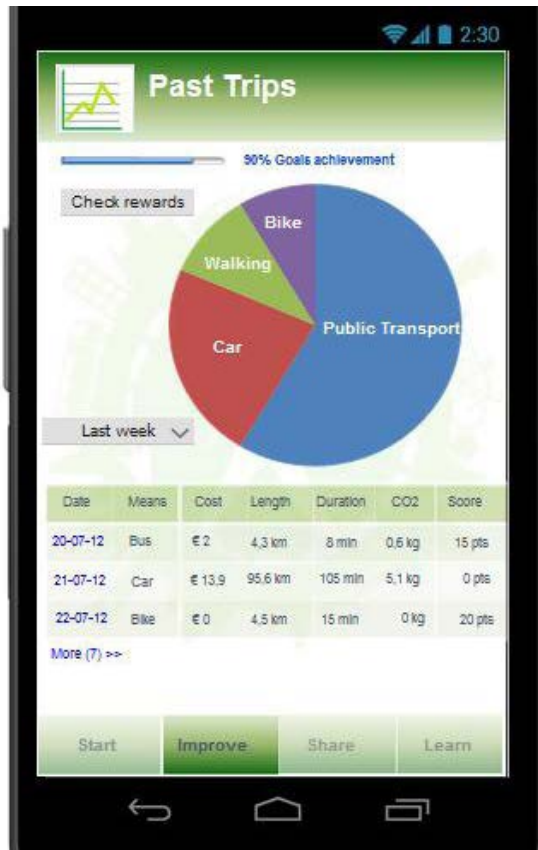 2:30
Past Trips
90% Goals achievement
Check rewards
Bike
Walking
Public Transport
Car
Last week
Date Means Cost Length Duration CO2 Score
20-07-12 Bus € 2 4,3 km 8 min 0,6 kg 15 pts
21-07-12 Car € 13,9 95,6 km 105 min 5,1 kg 0 pts
22-07-12 Bike € 0 4,5 km 15 min 0 kg 20 pts
More (7) >>
Start Improve Share Learn